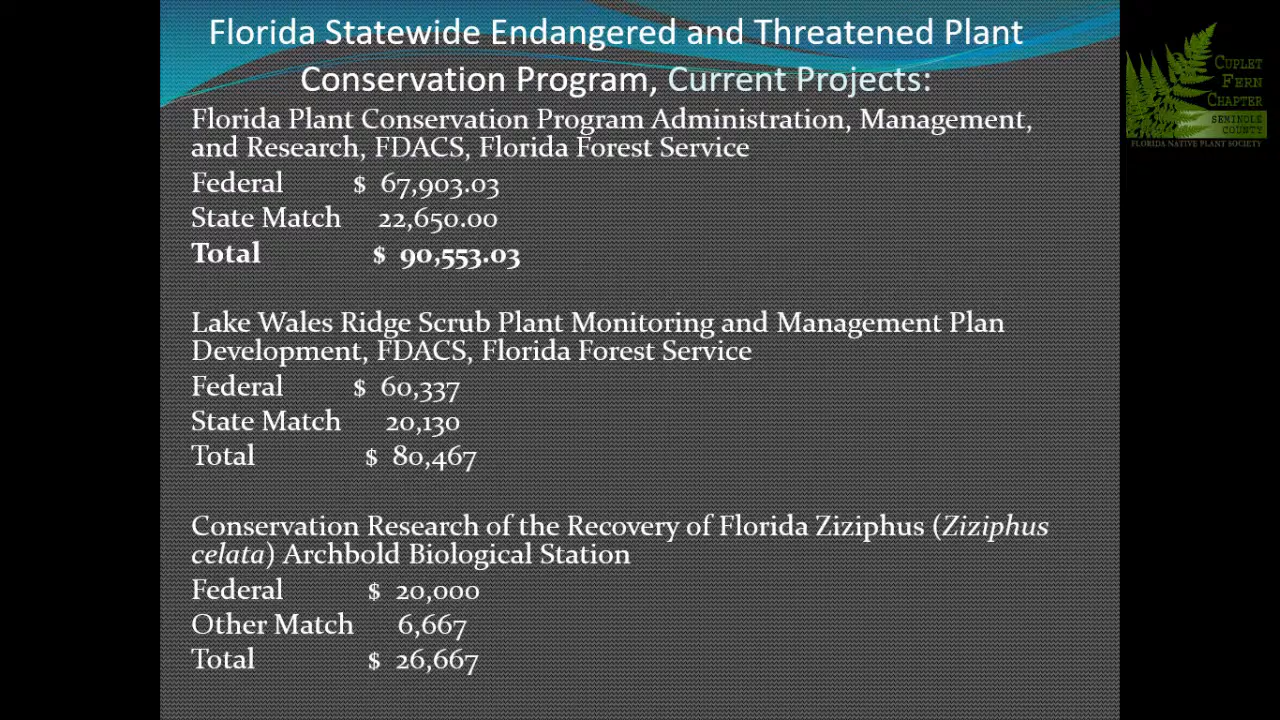 Florida Statewide Endangered and Threatened Plant
Conservation Program, Current Projects:
CUPLET
FERN
CHAPTER
SEMINOLE
COUNTY
FLORIDA NATIVE PLANT SOCIETY
Florida Plant Conservation Program Administration, Management,
and Research, FDACS, Florida Forest Service
Federal $ 67,903.03
State Match 22,650.00
Total $ 90,553.03
Lake Wales Ridge Scrub Plant Monitoring and Management Plan
Development, FDACS, Florida Forest Service
Federal $ 60,337
State Match 20,130
Total $ 80,467
Conservation Research of the Recovery of Florida Ziziphus (Ziziphus
celata) Archbold Biological Station
Federal $ 20,000
Other Match 6,667
Total $ 26,667